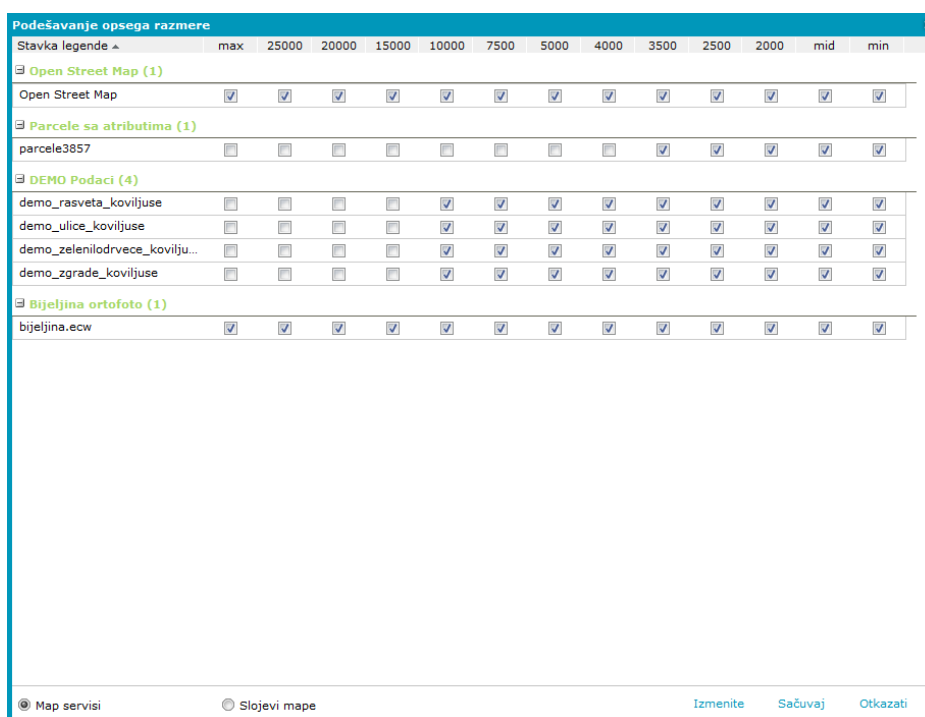 Podešavanje opsega razmere
Stavka legende max 25000 20000 15000 10000 7500 5000 4000 3500 2500 2000 mid min
Open Street Map (1)
Open Street Map
Parcele sa atributima (1)
parcele3857
DEMO Podaci (4)
demo_rasveta_koviljuse
demo_ulice_koviljuse
demo_zelenilodrvece_kovilju...
demo_zgrade_koviljuse
Bijeljina ortofoto (1)
bijeljina.ecw
Map servisi Slojevi mape Izmenite Sačuvaj Otkazati